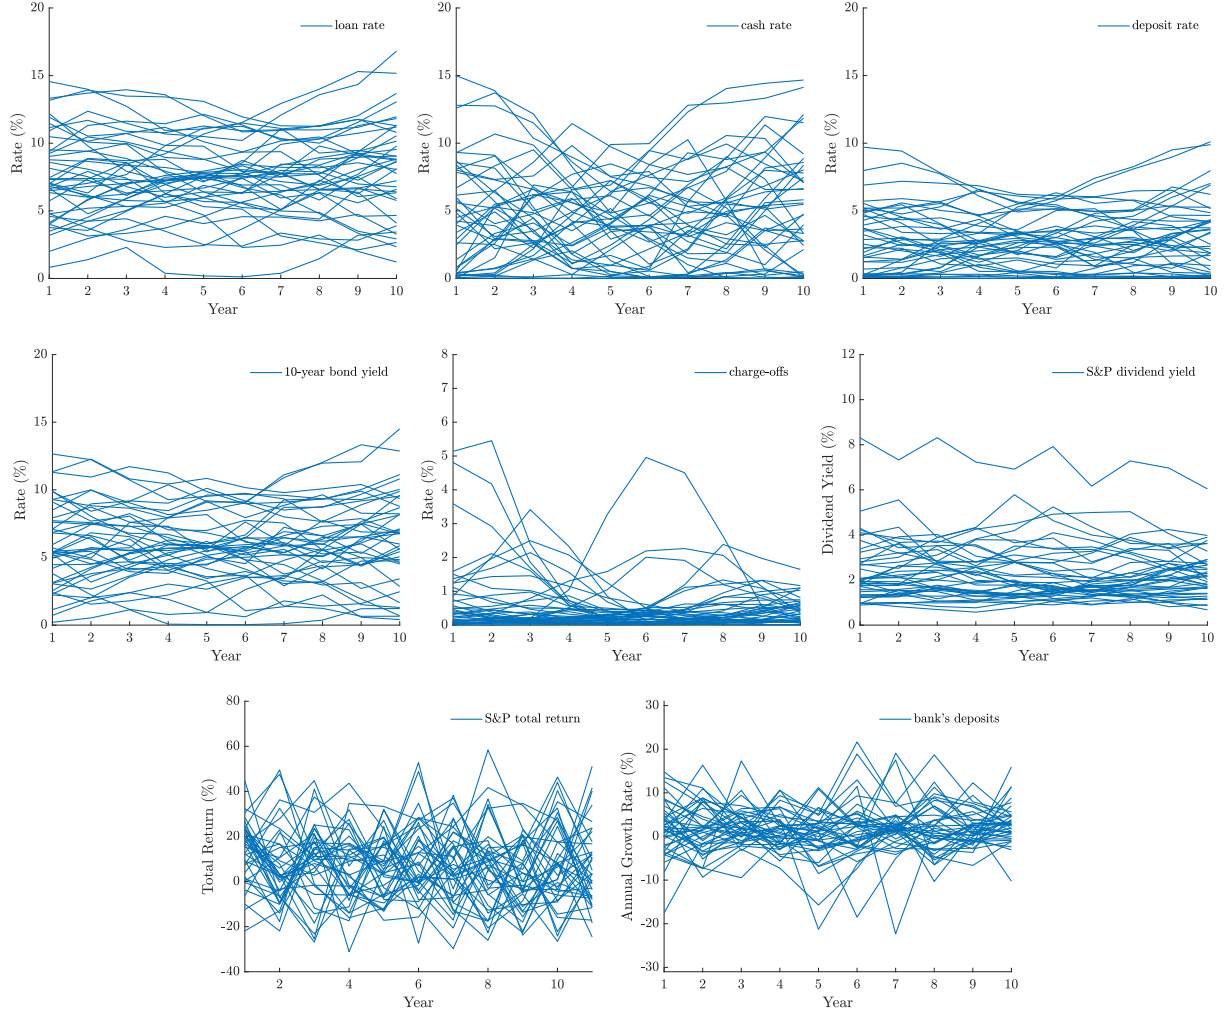 20
15
10
5
0
Rate (%)
loan rate
1 2 3 4 5 6 7 8 9 10
Year
20
15
10
5
0
Rate (%)
cash rate
1 2 3 4 5 6 7 8 9 10
Year
20
15
10
5
0
Rate (%)
deposit rate
1 2 3 4 5 6 7 8 9 10
Year
20
15
10
5
0
Rate (%)
10-year bond yield
1 2 3 4 5 6 7 8 9 10
Year
8
7
6
5
4
3
2
1
0
Rate (%)
charge-offs
1 2 3 4 5 6 7 8 9 10
Year
12
10
8
6
4
2
0
Dividend Yield (%)
S&P dividend yield
1 2 3 4 5 6 7 8 9 10
Year
80
60
40
20
0
-20
-40
Total Return (%)
S&P total return
2 4 6 8 10
Year
30
20
10
0
-10
-20
-30
Annual Growth Rate (%)
bank's deposits
1 2 3 4 5 6 7 8 9 10
Year